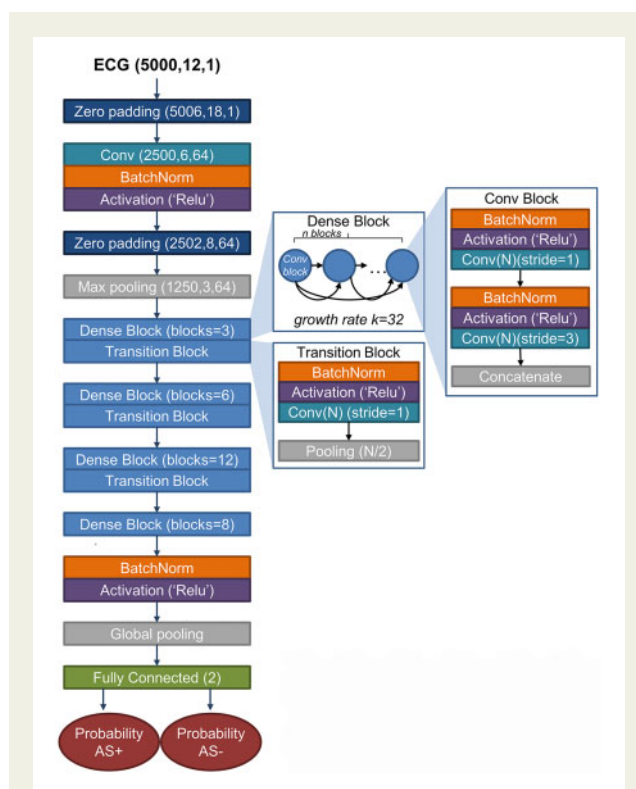 ECG (5000,12,1)
Zero padding (5006,18,1)
Conv (2500,6,64)
BatchNorm
Activation ('Relu')
Zero padding (2502,8,64)
Max pooling (1250,3,64)
Dense Block (blocks=3)
Transition Block
Dense Block (blocks=6)
Transition Block
Dense Block (blocks=12)
Transition Block
Dense Block (blocks=8)
BatchNorm
Activation ('Relu')
Global pooling
Fully Connected (2)
Probability
AS+
Probability
AS-
Dense Block
n blocks
Conv
block
...
growth rate k=32
Transition Block
BatchNorm
Activation ('Relu')
Conv(N) (stride=1)
Pooling (N/2)
Conv Block
BatchNorm
Activation ('Relu')
Conv(N)(stride=1)
BatchNorm
Activation ('Relu')
Conv(N)(stride=3)
Concatenate